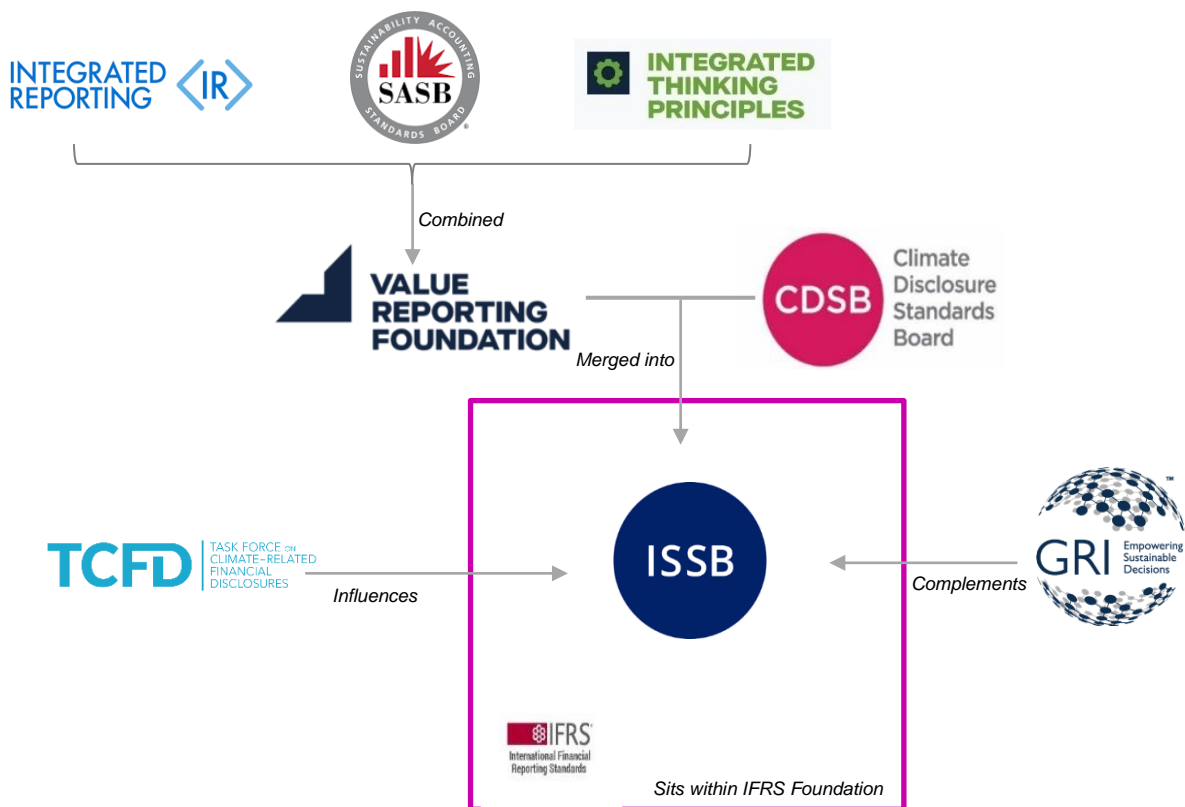 INTEGRATED
REPORTING <IR>
SUSTAINABILITY ACCOUNTING
SASB
STANDARDS BOARD ®
INTEGRATED
THINKING
PRINCIPLES
Combined
VALUE
REPORTING
FOUNDATION
CDSB
Climate
Disclosure
Standards
Board
Merged into
TCFD
TASK FORCE ON
CLIMATE-RELATED
FINANCIAL
DISCLOSURES
Influences
ISSB
Complements
TM
GRI
Empowering
Sustainable
Decisions
IFRS®
International Financial
Reporting Standards
Sits within IFRS Foundation